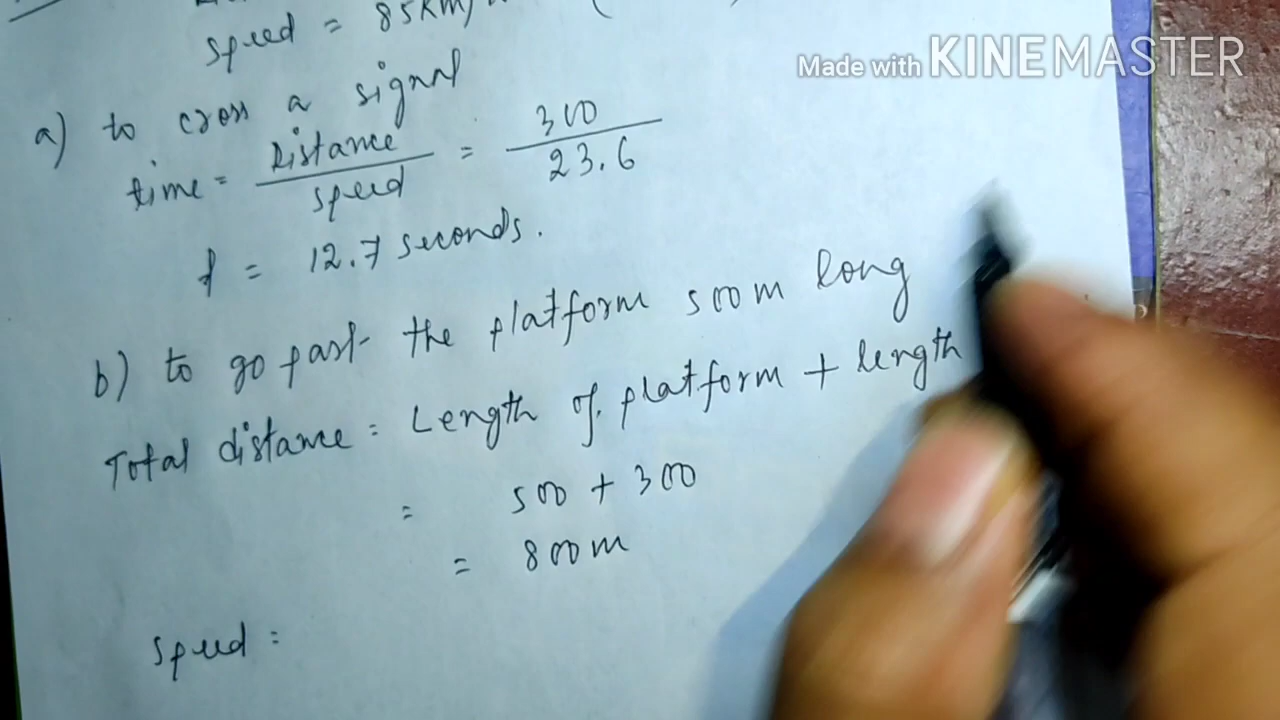 speed = 85km/
Made with KINEMASTER
a) to cross a signal
time = Distance / speed = 300 / 23.6
t = 12.7 seconds.
b) to go past the platform 500m long
Total distance = Length of platform + length
= 500 + 300
= 800m
speed =